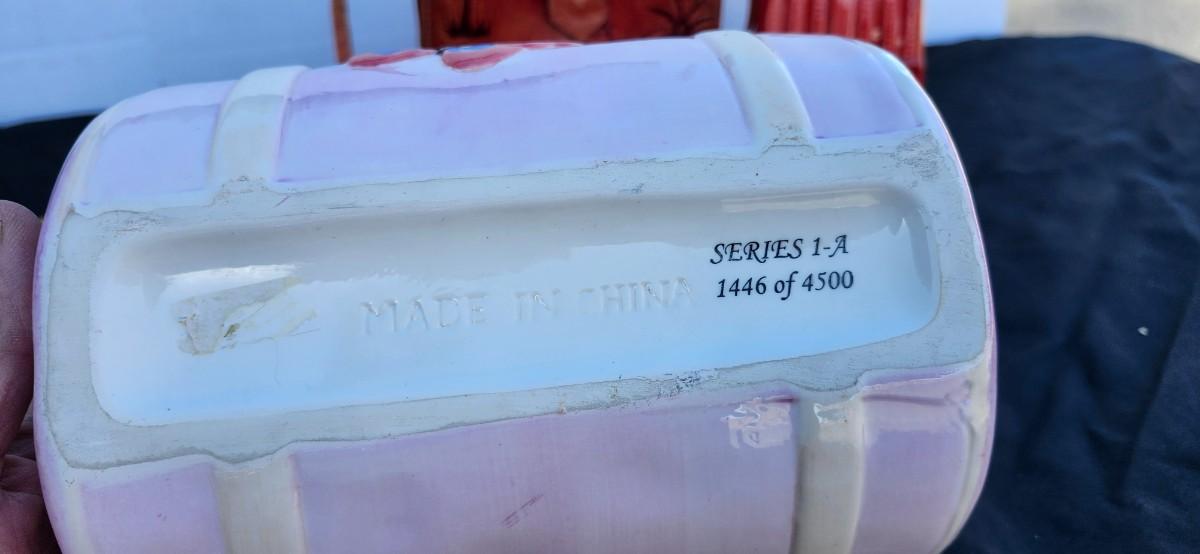 MADE IN CHINA
SERIES 1-A
1446 of 4500